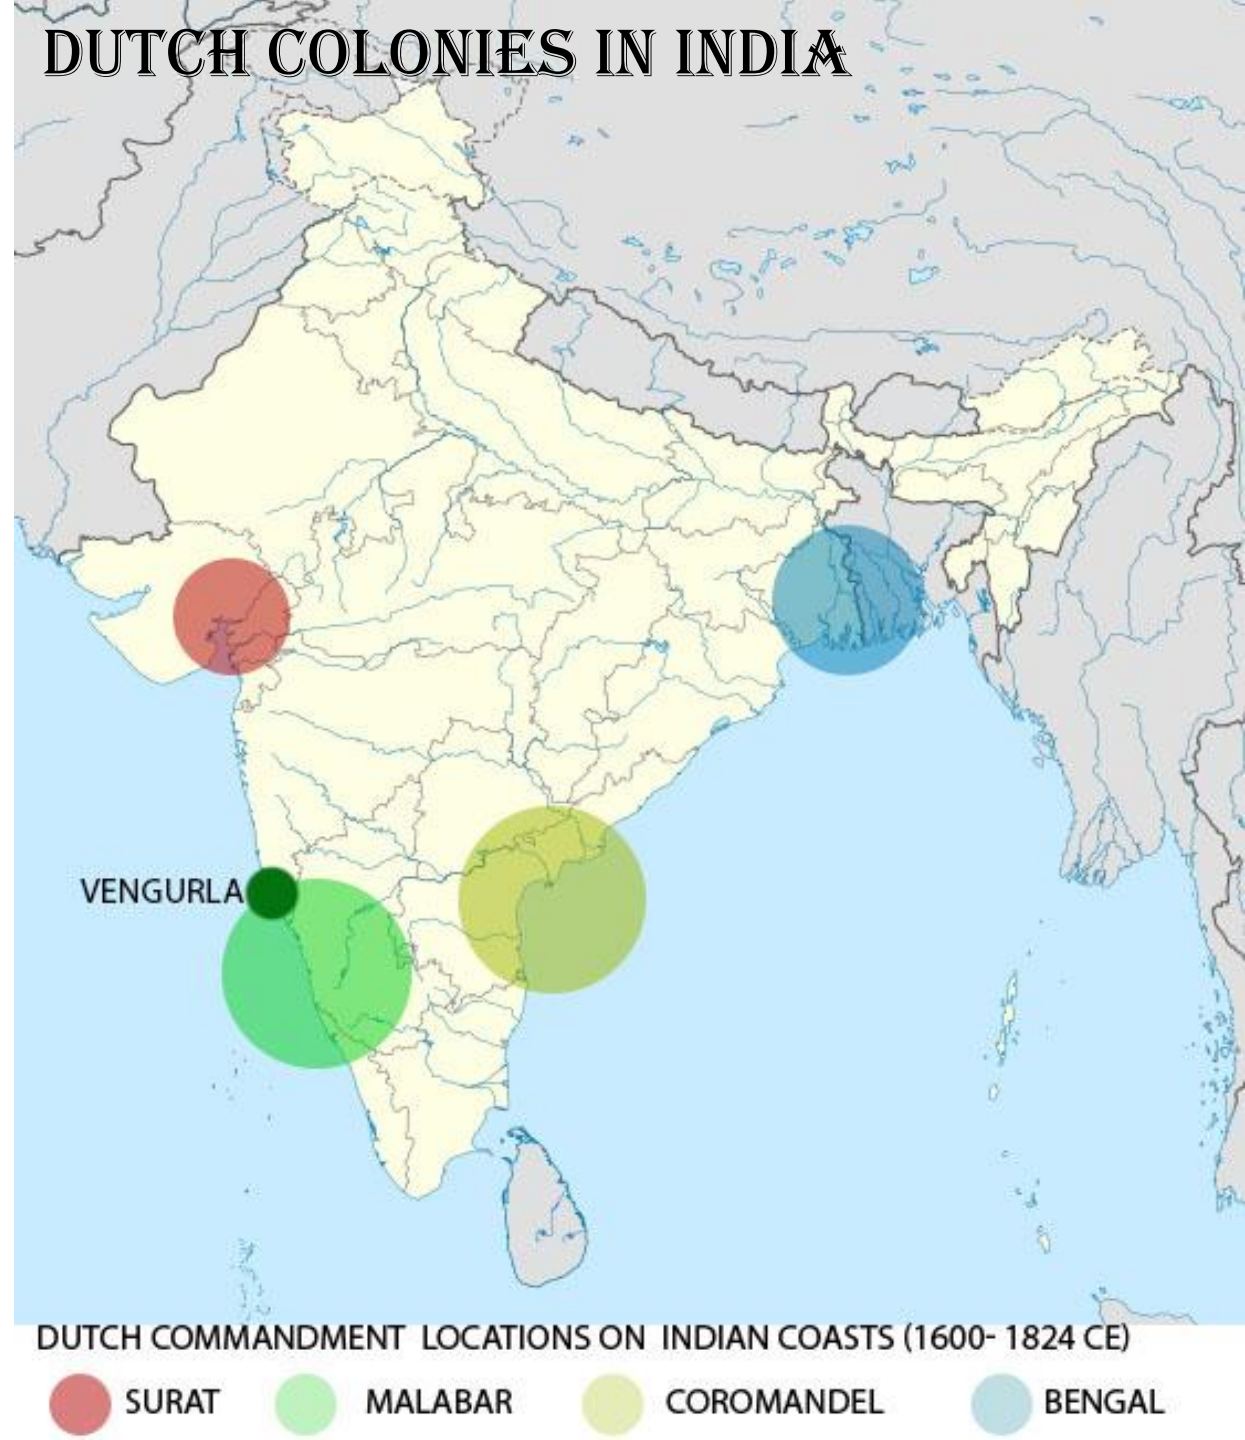 DUTCH COLONIES IN INDIA
VENGURLA
DUTCH COMMANDMENT LOCATIONS ON INDIAN COASTS (1600- 1824 CE)
SURAT MALABAR COROMANDEL BENGAL